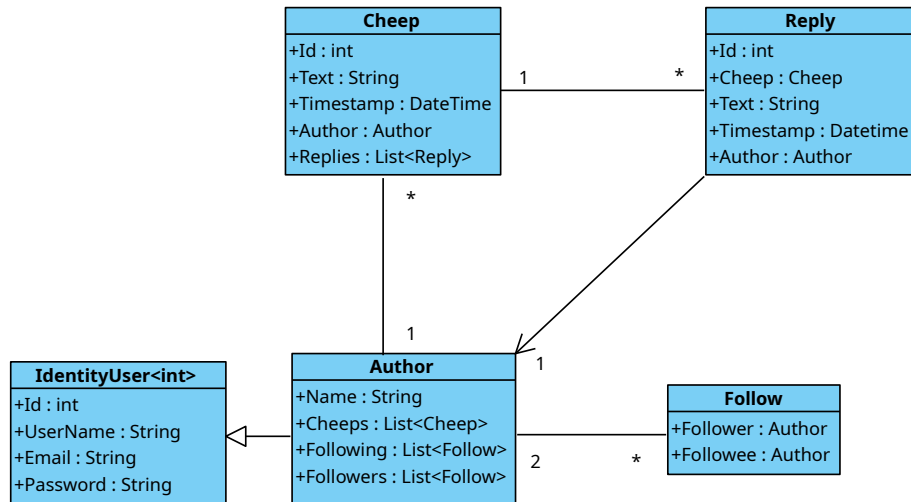 Cheep
+Id : int
+Text : String
+Timestamp : DateTime
+Author : Author
+Replies : List<Reply>
Reply
+Id : int
+Cheep : Cheep
+Text : String
+Timestamp : Datetime
+Author : Author
1
*
*
1
1
IdentityUser<int>
+Id : int
+UserName : String
+Email : String
+Password : String
Author
+Name : String
+Cheeps : List<Cheep>
+Following : List<Follow>
+Followers : List<Follow>
2
*
Follow
+Follower : Author
+Followee : Author